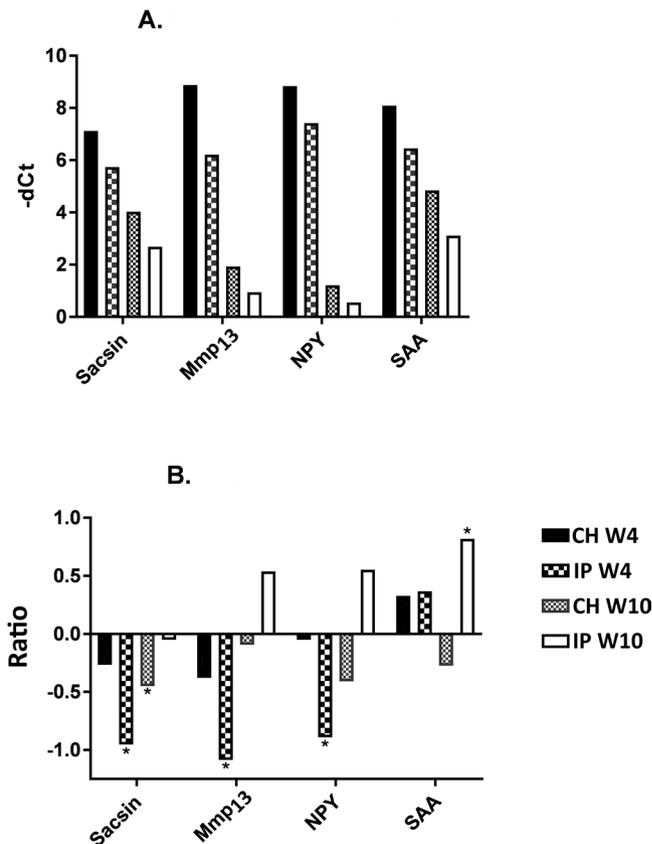 A.
10
8
6
4
2
0
-dCt
Sacsin
Mmp13
NPY
SAA
B.
1.0
0.5
0.0
-0.5
-1.0
Ratio
*
*
*
*
*
Sacsin
Mmp13
NPY
SAA
CH W4
IP W4
CH W10
IP W10